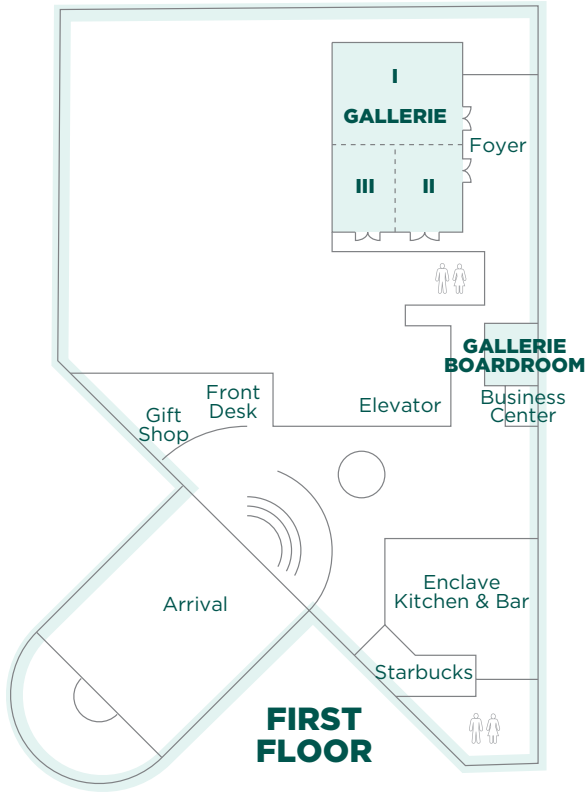 I
GALLERIE
Foyer
III
II
GALLERIE
BOARDROOM
Business
Center
Front
Desk
Elevator
Gift
Shop
Enclave
Kitchen & Bar
Arrival
Starbucks
FIRST
FLOOR